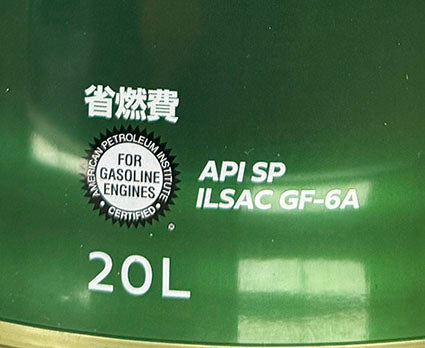 省燃費
AMERICAN PETROLEUM INSTITUTE
FOR
GASOLINE
ENGINES
CERTIFIED
API SP
ILSAC GF-6A
20L